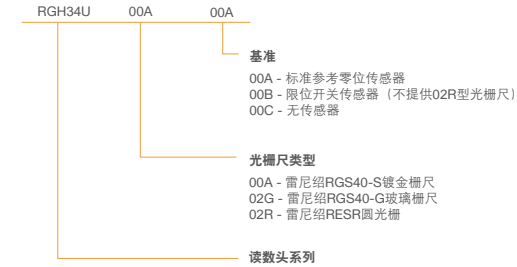 RGH34U 00A 00A
基准
00A - 标准参考零位传感器
00B - 限位开关传感器（不提供02R型光栅尺）
00C - 无传感器
光栅尺类型
00A - 雷尼绍RGS40-S镀金栅尺
02G - 雷尼绍RGS40-G玻璃栅尺
02R - 雷尼绍RESR圆光栅
读数头系列